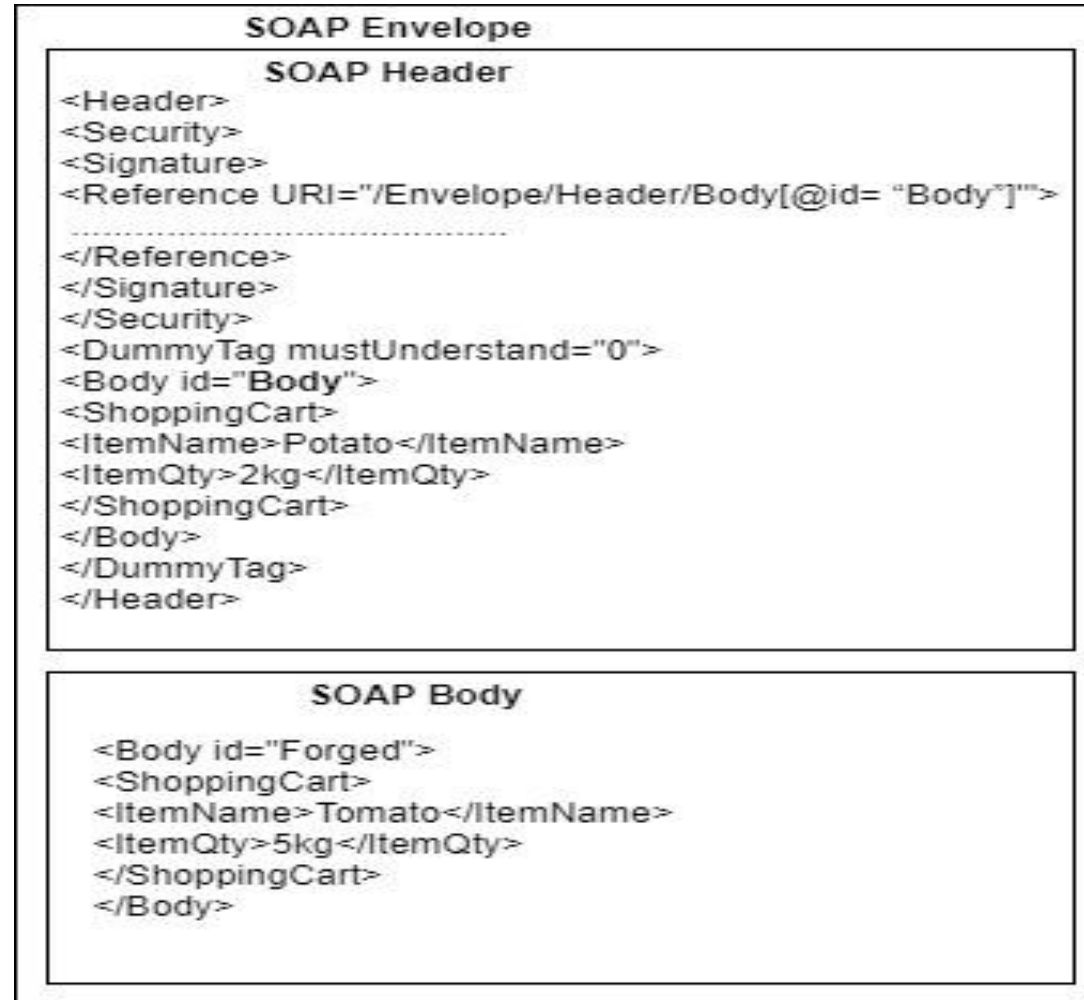 SOAP Envelope
SOAP Header
<Header>
<Security>
<Signature>
<Reference URI="/Envelope/Header/Body[@id= “Body”]'">
........................................
</Reference>
</Signature>
</Security>
<DummyTag mustUnderstand="0">
<Body id="Body">
<ShoppingCart>
<ItemName>Potato</ItemName>
<ItemQty>2kg</ItemQty>
</ShoppingCart>
</Body>
</DummyTag>
</Header>
SOAP Body
<Body id="Forged">
<ShoppingCart>
<ItemName>Tomato</ItemName>
<ItemQty>5kg</ItemQty>
</ShoppingCart>
</Body>